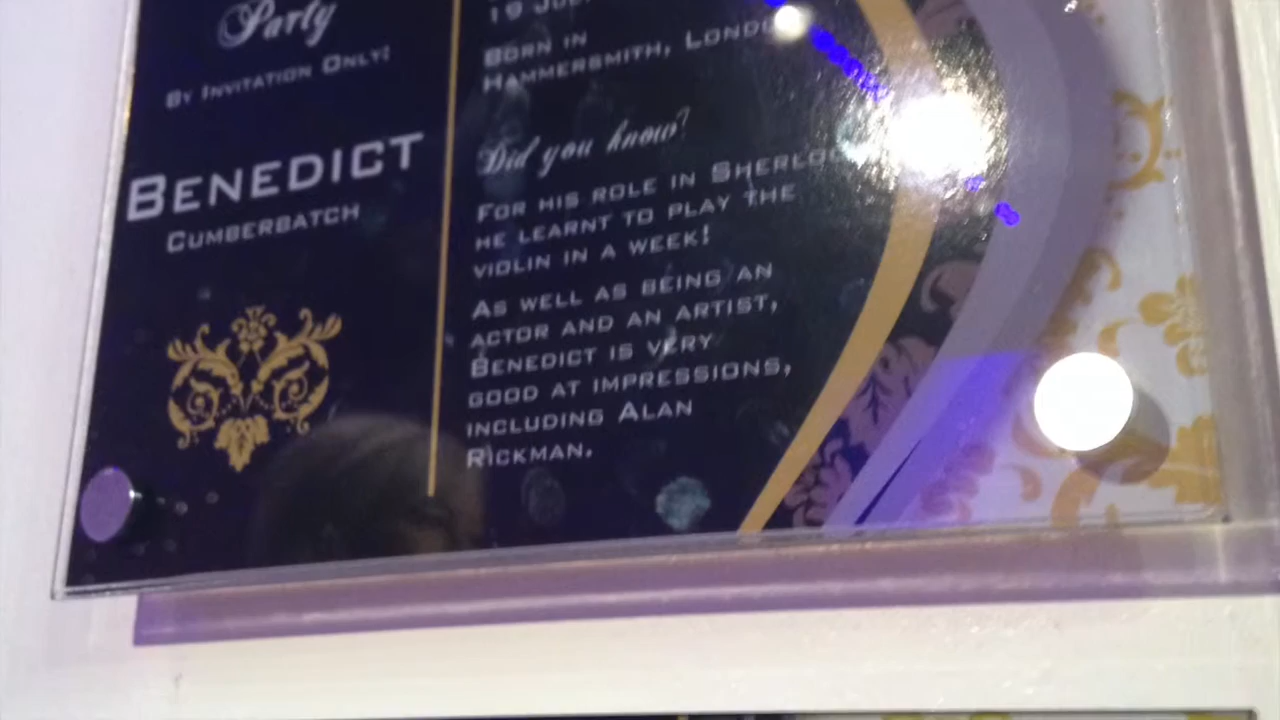 Party
By Invitation Only!
BENEDICT
CUMBERBATCH
19
BORN IN
HAMMERSMITH,
Did you know?
FOR HIS ROLE IN
HE LEARNT TO PLAY THE
VIOLIN IN A WEEK!
AS WELL AS BEING AN
ACTOR AND AN ARTIST,
BENEDICT IS VERY
GOOD AT IMPRESSIONS,
INCLUDING ALAN
RICKMAN.